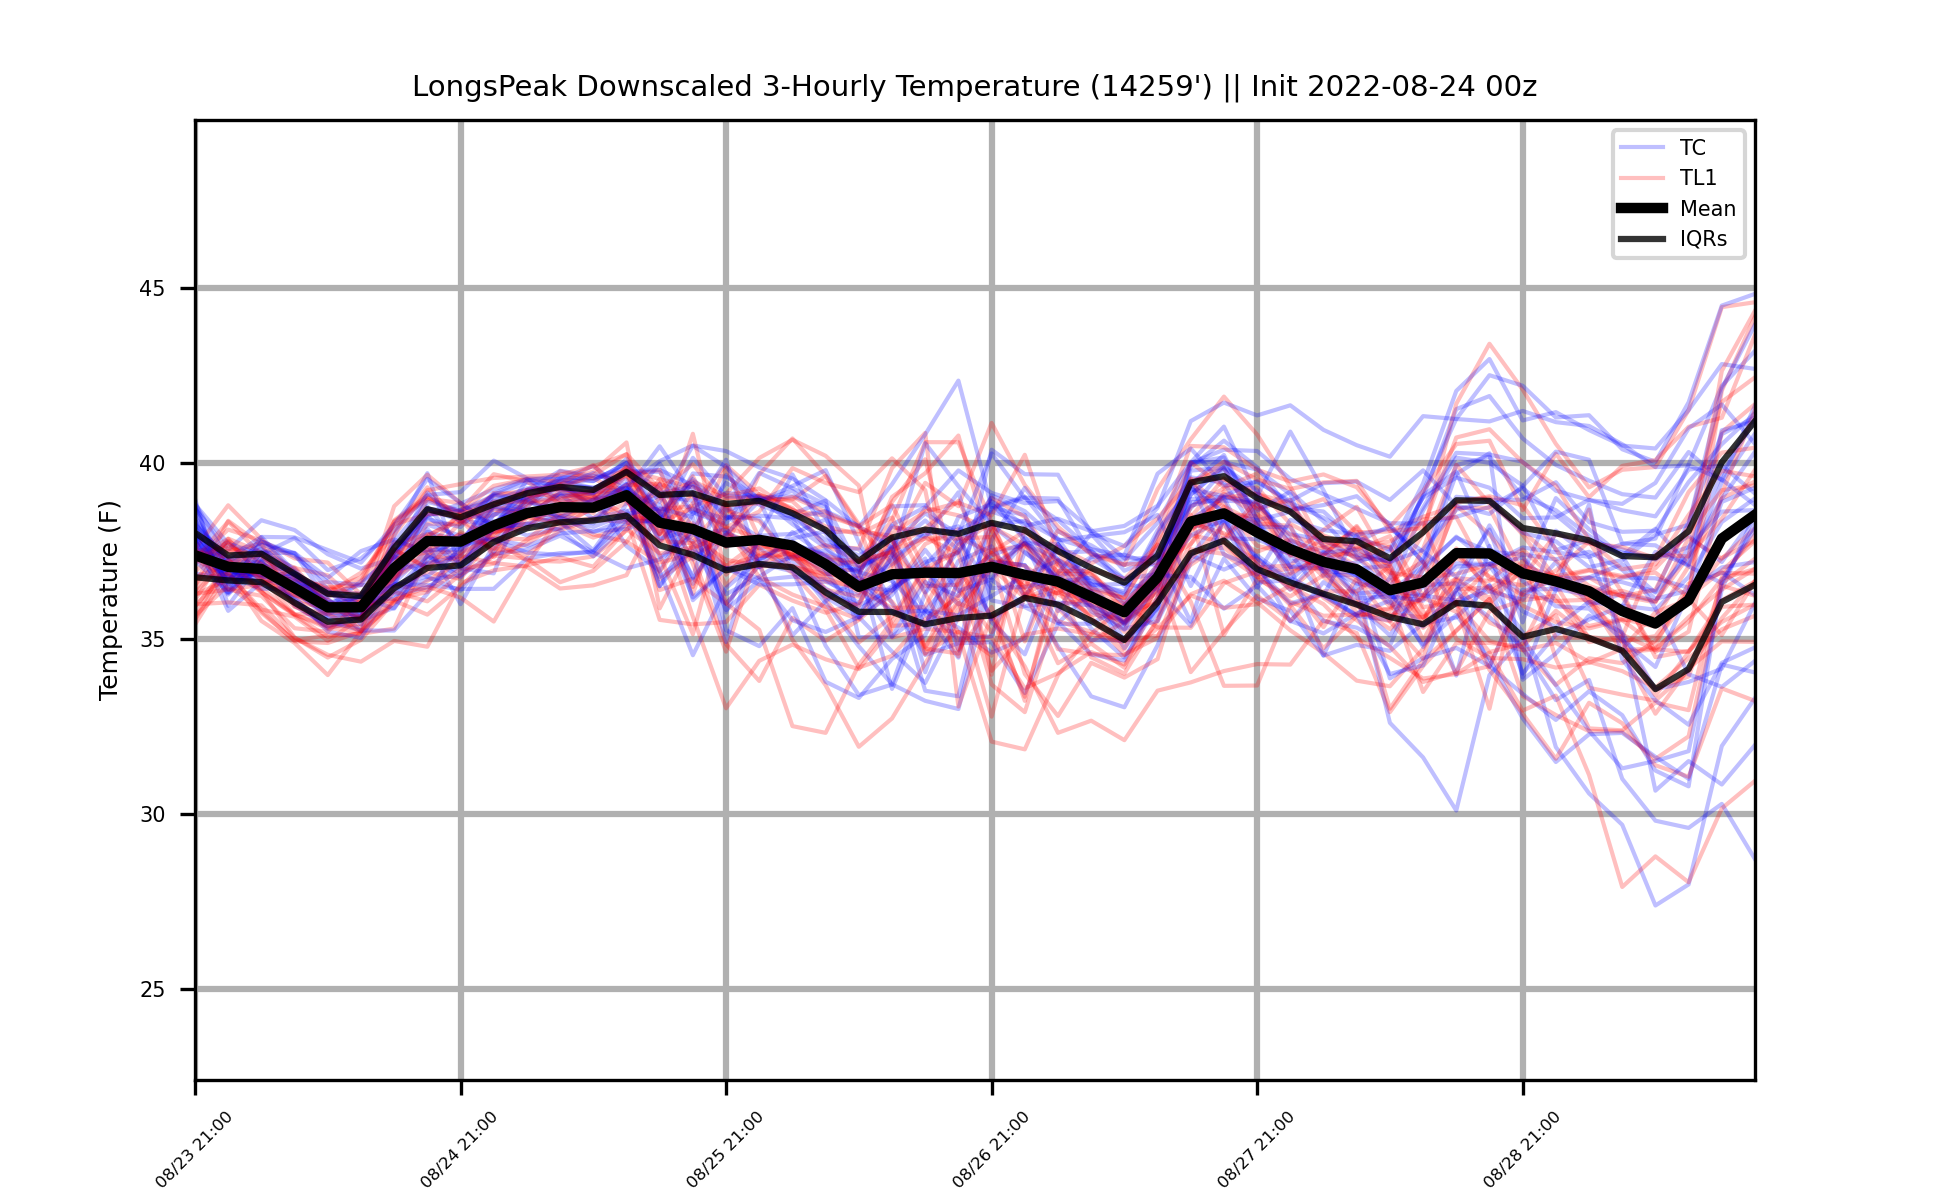 LongsPeak Downscaled 3-Hourly Temperature (14259') || Init 2022-08-24 00z
TC
TL1
Mean
IQRs
Temperature (F)
45
40
35
30
25
08/23 21:00
08/24 21:00
08/25 21:00
08/26 21:00
08/27 21:00
08/28 21:00